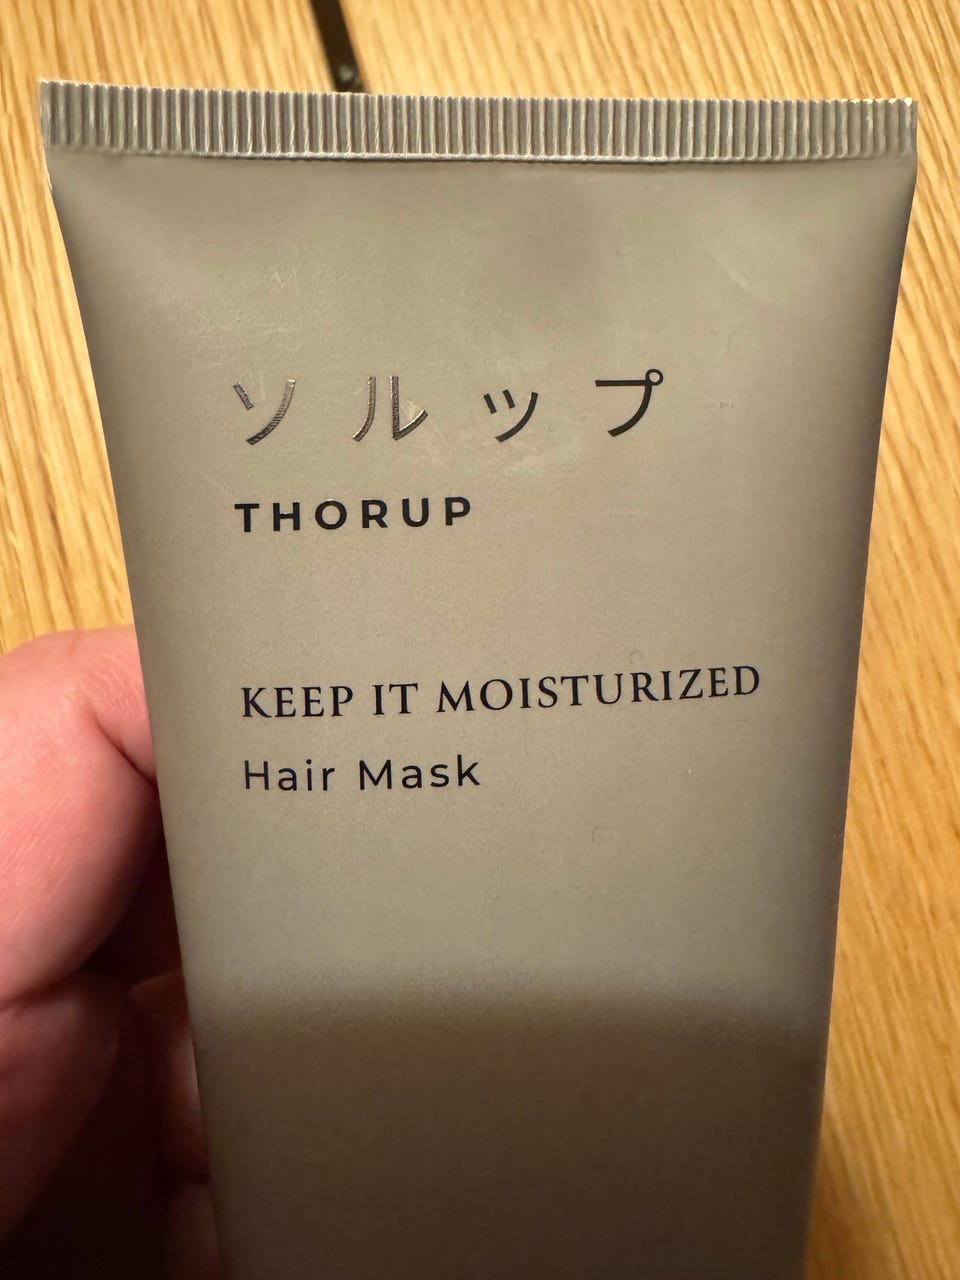 ソルップ
THORUP
KEEP IT MOISTURIZED
Hair Mask